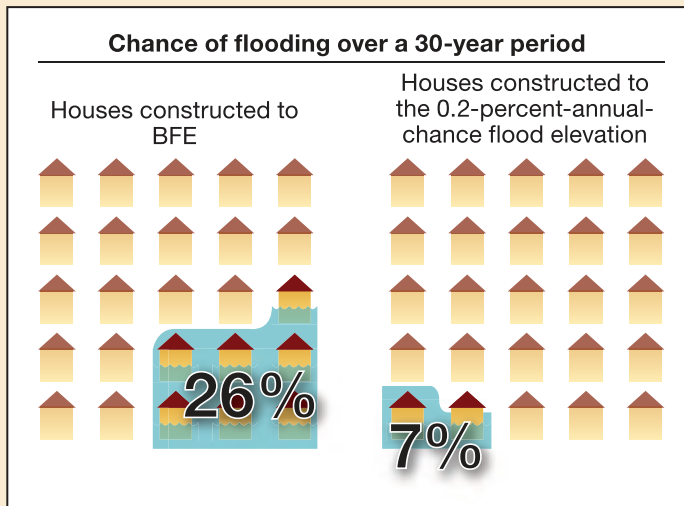 Chance of flooding over a 30-year period
Houses constructed to
BFE
Houses constructed to
the 0.2-percent-annual-
chance flood elevation
26%
7%